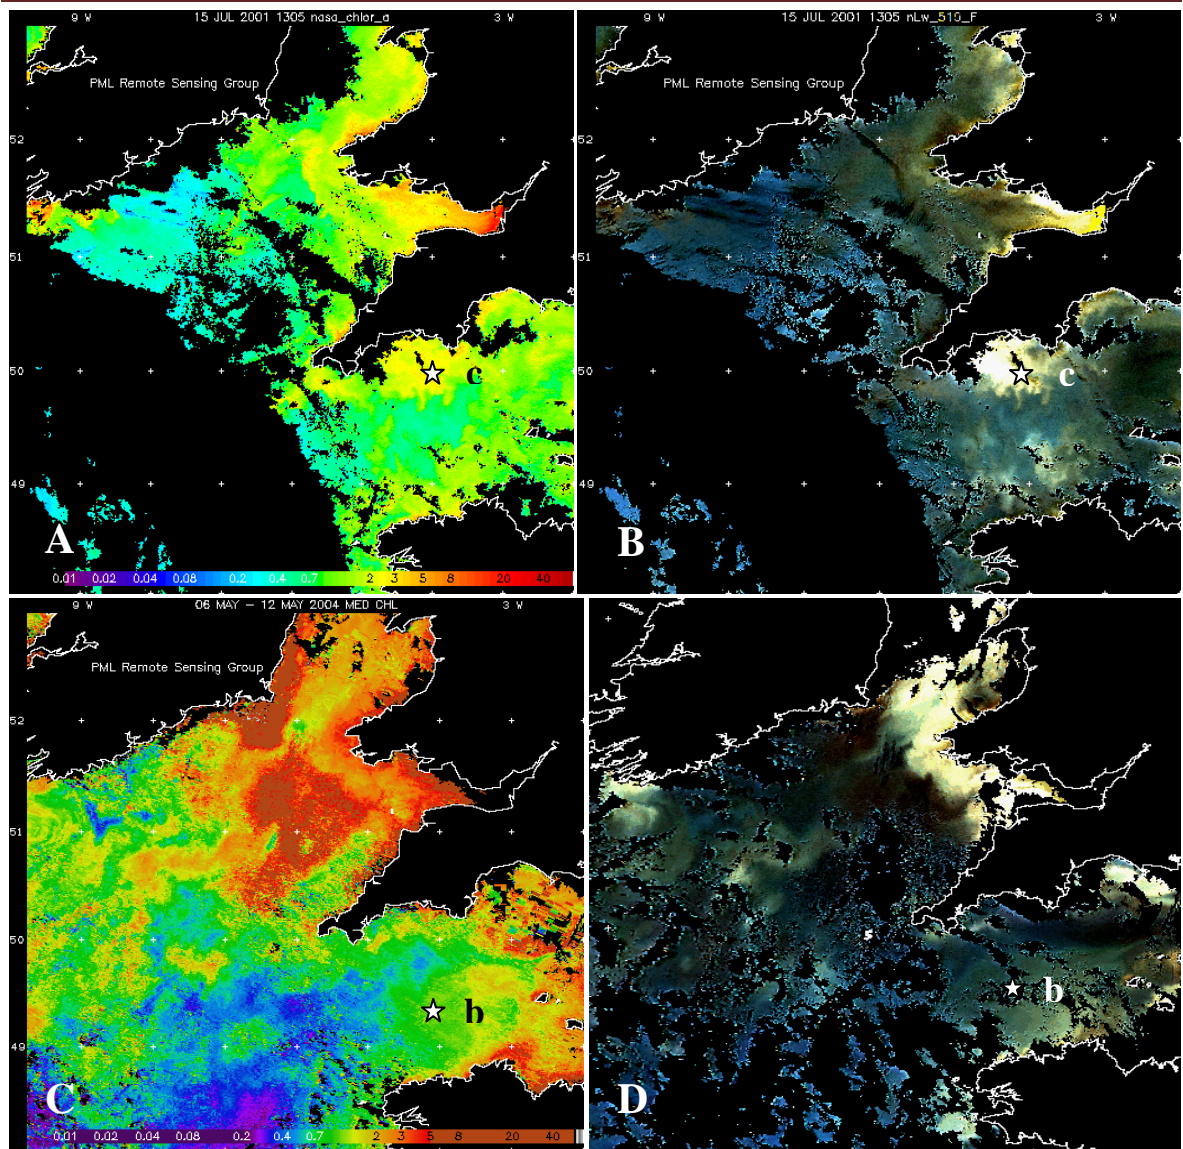 9 W 15 JUL 2001 1305 nasa_chlor_a 3 W
PML Remote Sensing Group
52
51
50
49
c
A
0.01 0.02 0.04 0.08 0.2 0.4 0.7 2 3 5 8 20 40
9 W 15 JUL 2001 1305 nLw_515_F 3 W
PML Remote Sensing Group
52
51
50
49
c
B
9 W 06 MAY - 12 MAY 2004 MED CHL 3 W
PML Remote Sensing Group
52
51
50
49
b
C
0.01 0.02 0.04 0.08 0.2 0.4 0.7 2 3 5 8 20 40
b
D